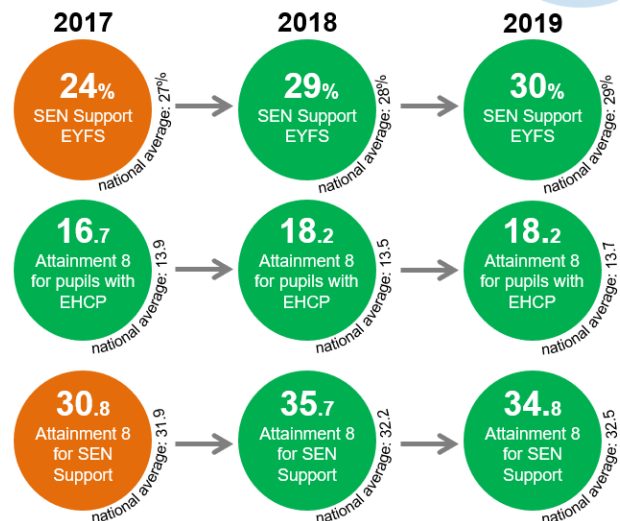 2017
2018
2019
24%
SEN Support
EYFS
national average: 27%
29%
SEN Support
EYFS
national average: 28%
30%
SEN Support
EYFS
national average: 29%
16.7
Attainment 8
for pupils with
EHCP
national average: 13.9
18.2
Attainment 8
for pupils with
EHCP
national average: 13.5
18.2
Attainment 8
for pupils with
EHCP
national average: 13.7
30.8
Attainment 8
for SEN
Support
national average: 31.9
35.7
Attainment 8
for SEN
Support
national average: 32.2
34.8
Attainment 8
for SEN
Support
national average: 32.5